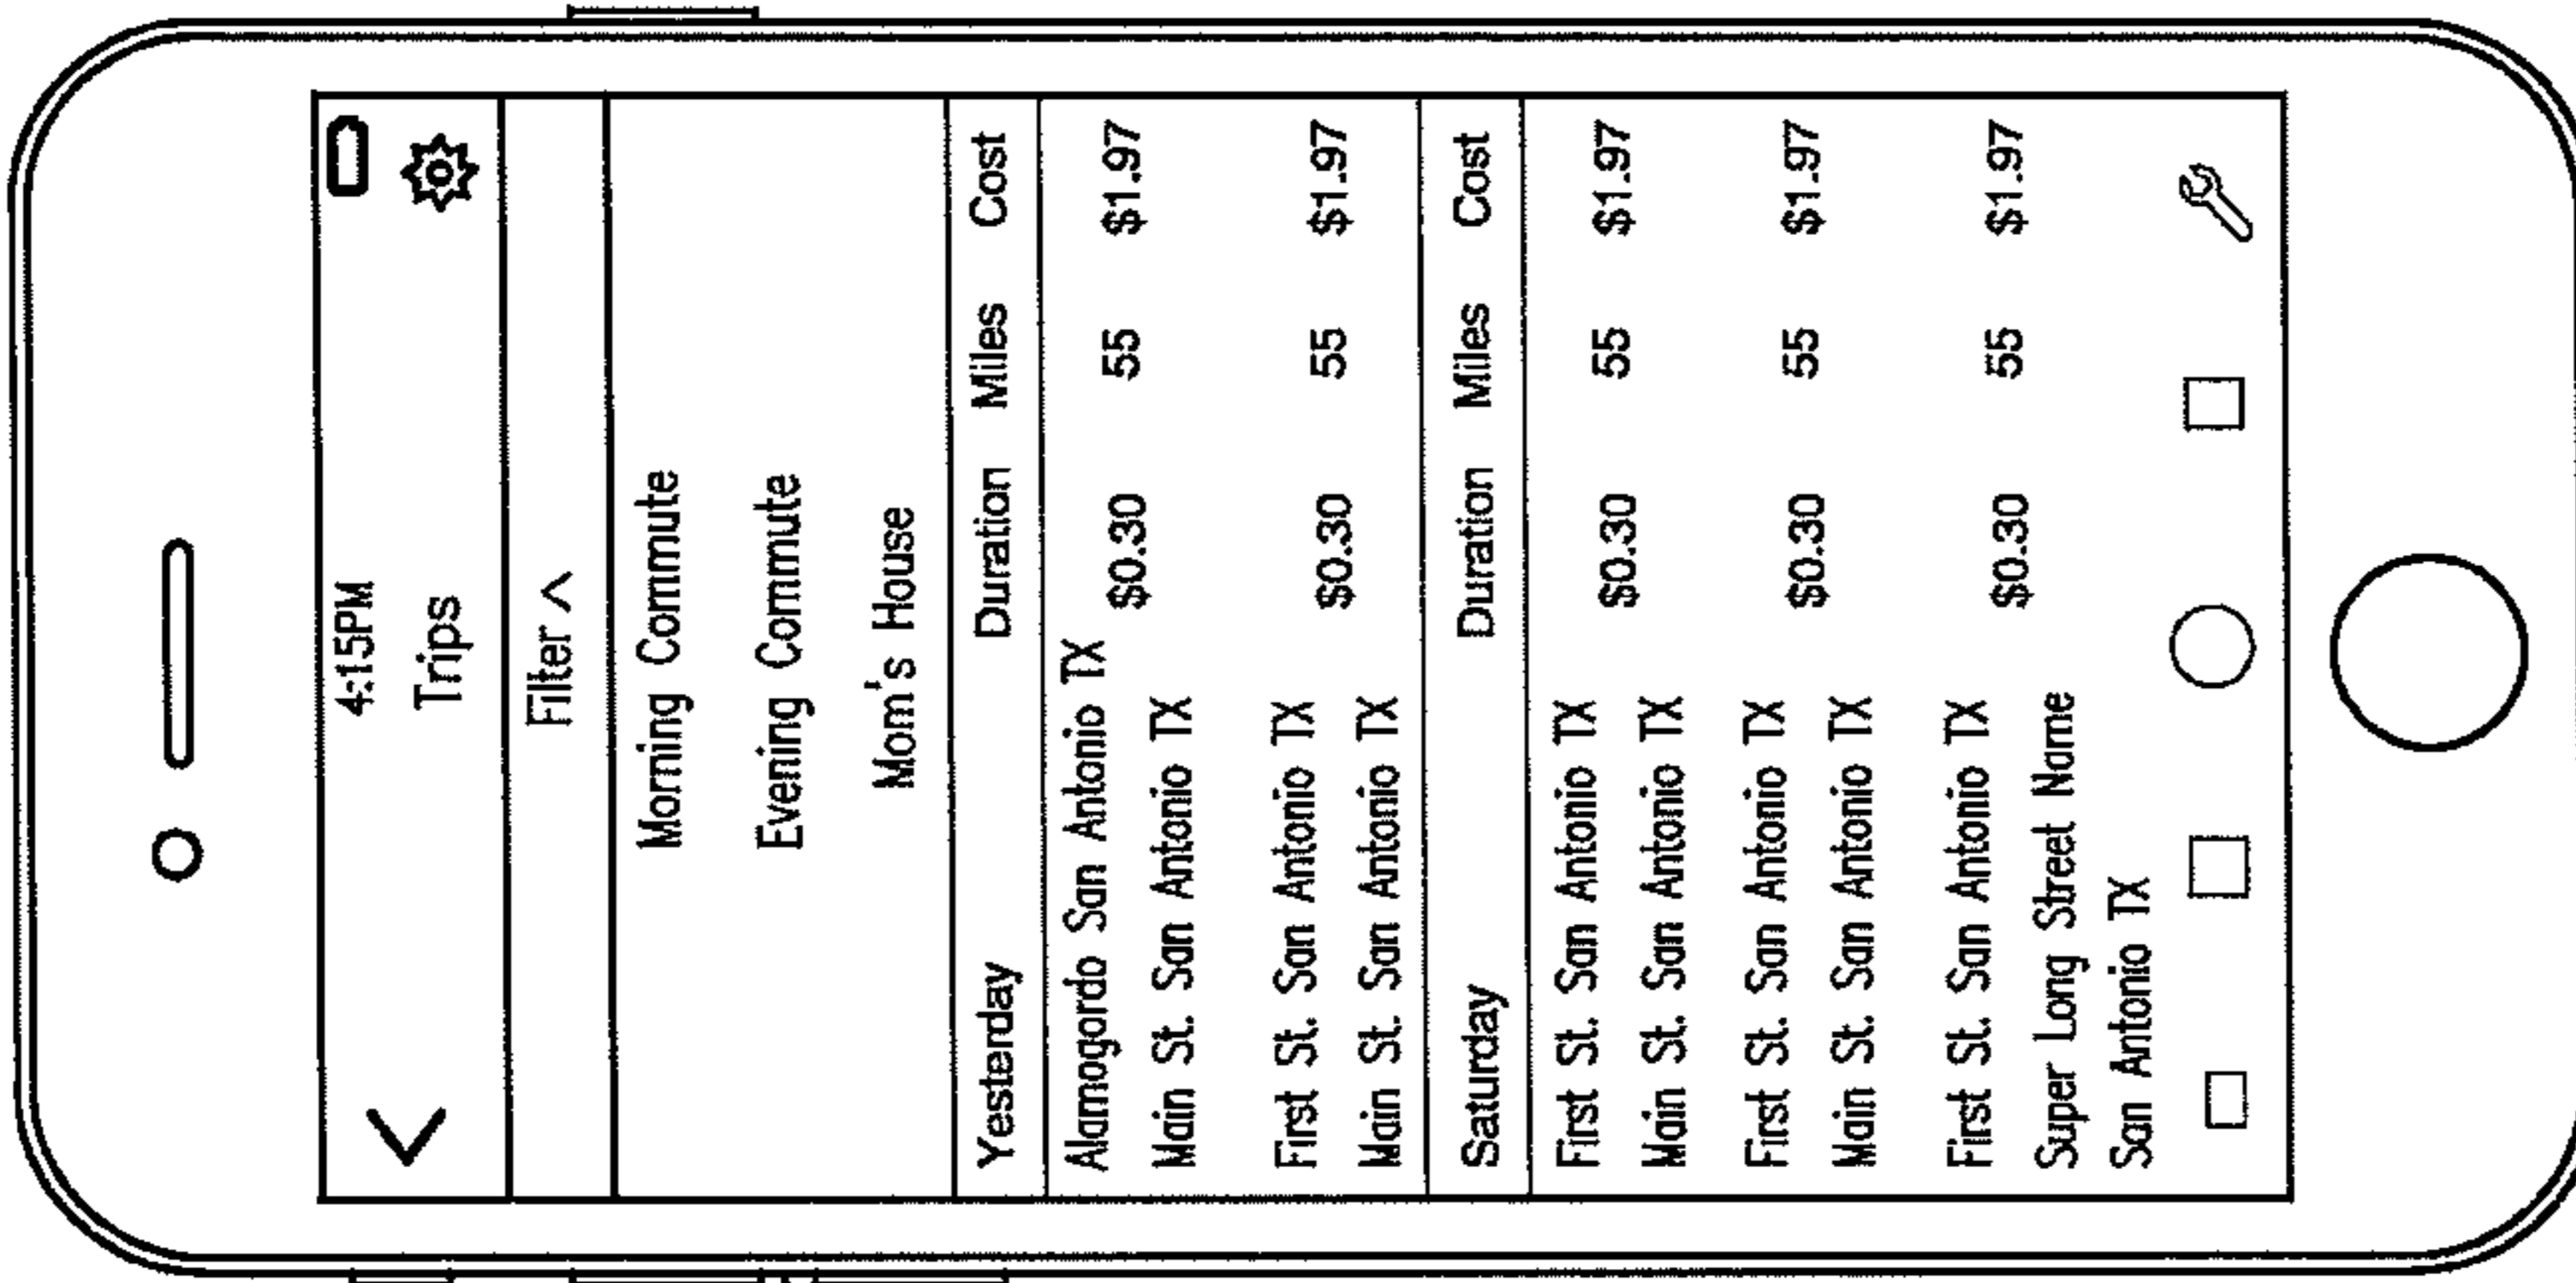 4:15PM
Trips
Filter ^
Morning Commute
Evening Commute
Mom's House
Yesterday Duration Miles Cost
Alamogordo San Antonio TX
$0.30 55 $1.97
Main St. San Antonio TX
First St. San Antonio TX
$0.30 55 $1.97
Main St. San Antonio TX
Saturday Duration Miles Cost
First St. San Antonio TX
$0.30 55 $1.97
Main St. San Antonio TX
First St. San Antonio TX
$0.30 55 $1.97
Main St. San Antonio TX
First St. San Antonio TX
$0.30 55 $1.97
Super Long Street Name
San Antonio TX